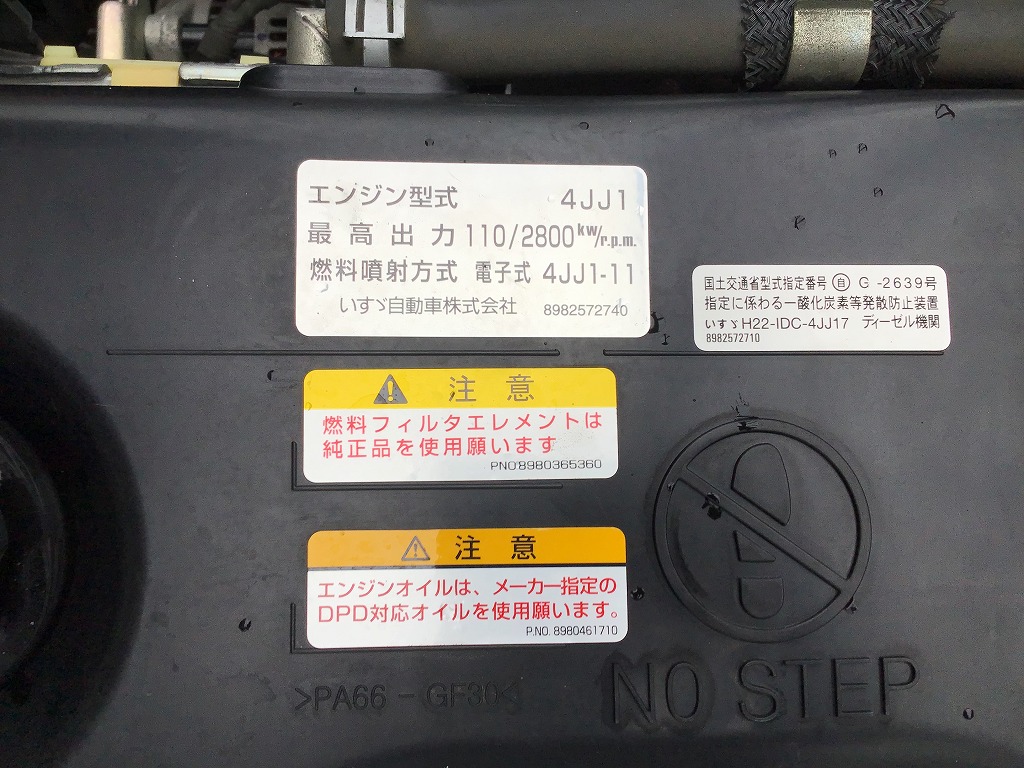 エンジン型式 4JJ1
最高出力 110/2800kw/r.p.m.
燃料噴射方式 電子式 4JJ1-11
いすゞ自動車株式会社 8982572740
国土交通省型式指定番号 自 G -2639号
指定に係わる一酸化炭素等発散防止装置
いすゞ H22-IDC-4JJ17 ディーゼル機関
8982572710
注意
燃料フィルタエレメントは
純正品を使用願います
PNO8980365360
注意
エンジンオイルは、メーカー指定の
DPD対応オイルを使用願います。
P.NO. 8980461710
>PA66-GF30<
NO STEP